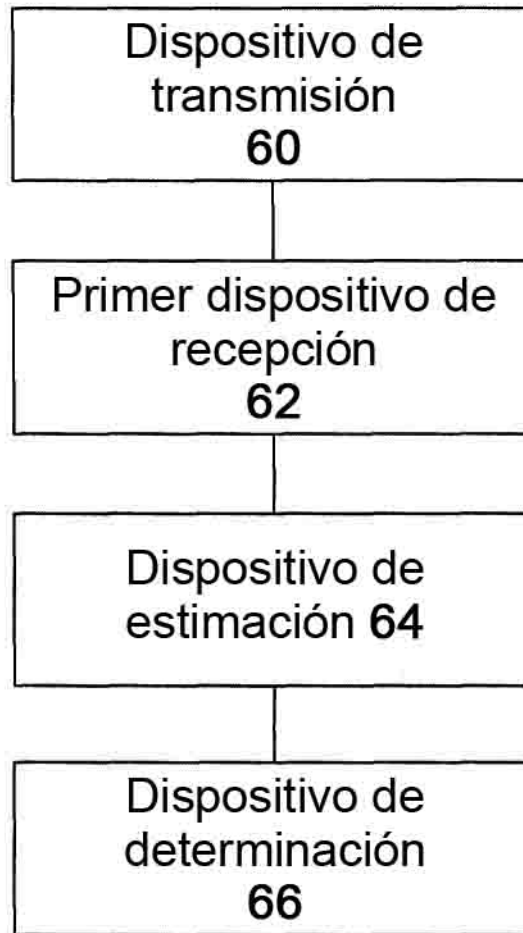 Dispositivo de
transmisión
60
Primer dispositivo de
recepción
62
Dispositivo de
estimación 64
Dispositivo de
determinación
66